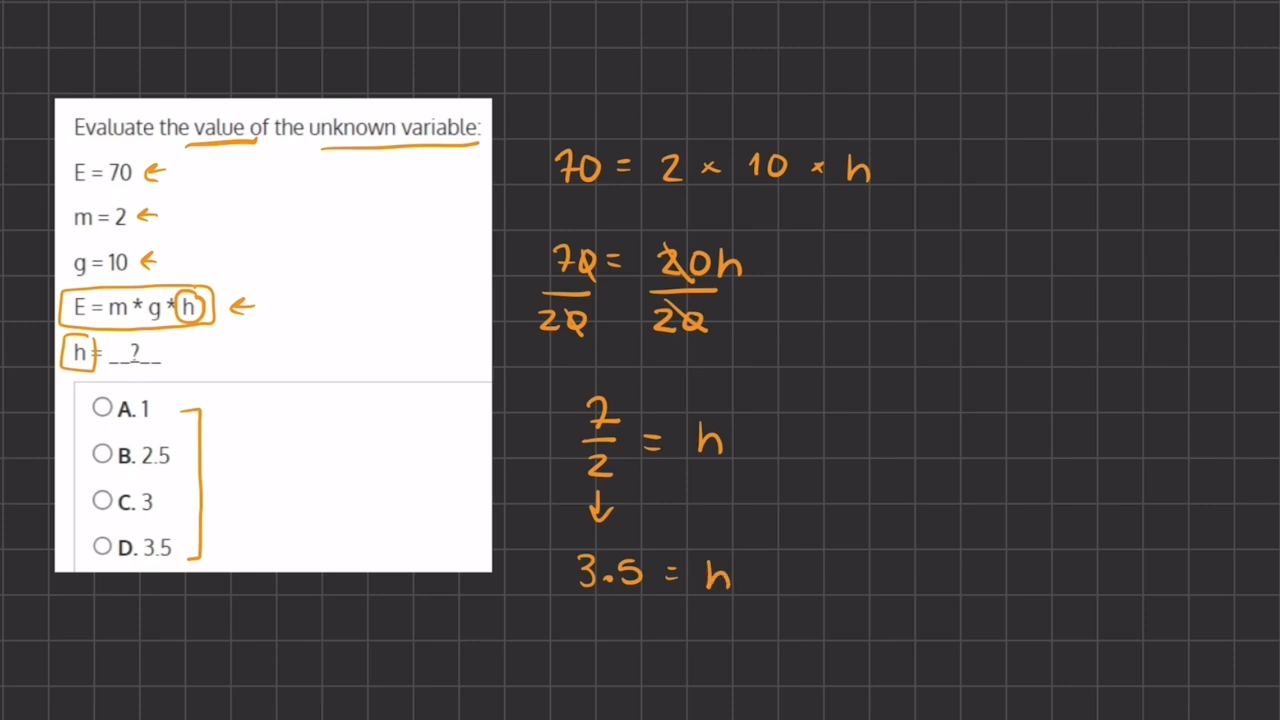 Evaluate the value of the unknown variable:
E = 70
m = 2
g = 10
E = m * g * h
h = __?__
A. 1
B. 2.5
C. 3
D. 3.5
70 = 2 × 10 × h
70 = 20h
20 20
7
2 = h
3.5 = h